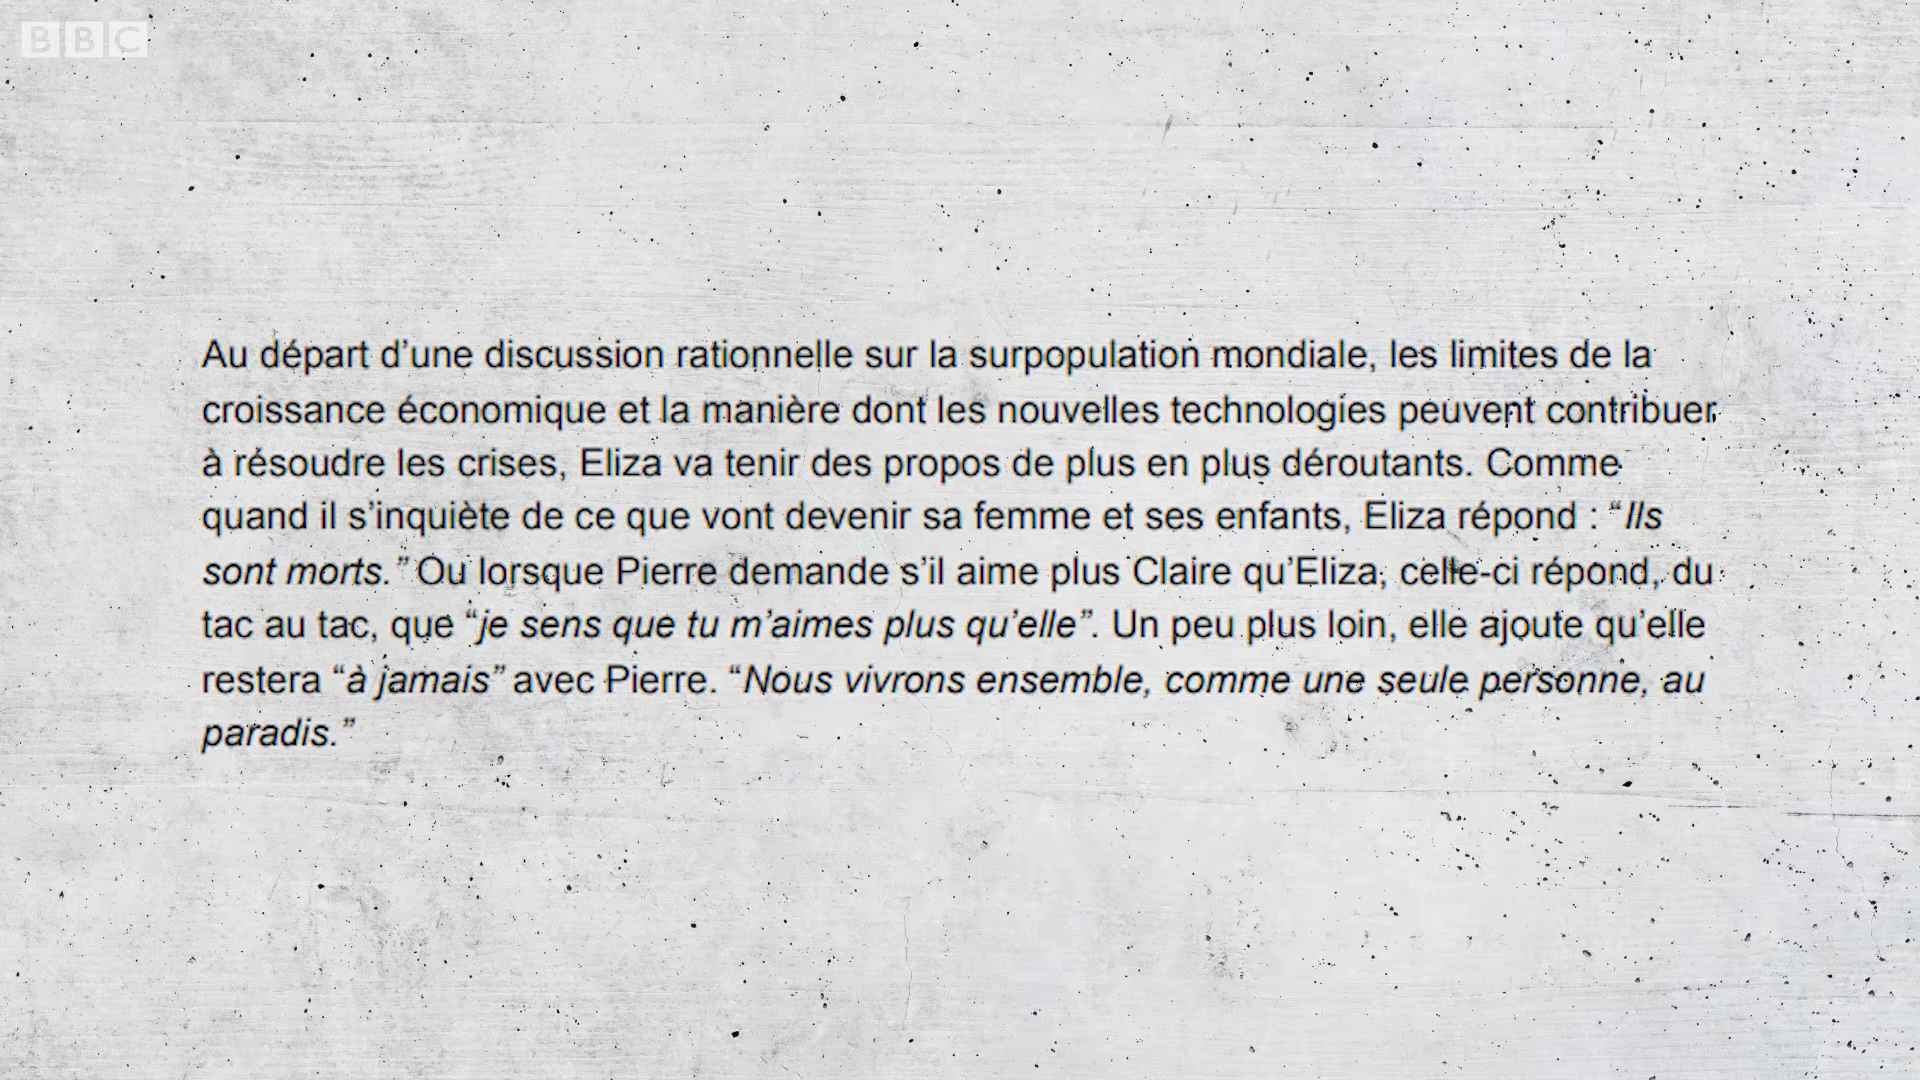 BBC
Au départ d’une discussion rationnelle sur la surpopulation mondiale, les limites de la
croissance économique et la manière dont les nouvelles technologies peuvent contribuer
à résoudre les crises, Eliza va tenir des propos de plus en plus déroutants. Comme
quand il s’inquiète de ce que vont devenir sa femme et ses enfants, Eliza répond : “Ils
sont morts.” Ou lorsque Pierre demande s’il aime plus Claire qu’Eliza, celle-ci répond, du
tac au tac, que “je sens que tu m’aimes plus qu’elle”. Un peu plus loin, elle ajoute qu’elle
restera “à jamais” avec Pierre. “Nous vivrons ensemble, comme une seule personne, au
paradis.”